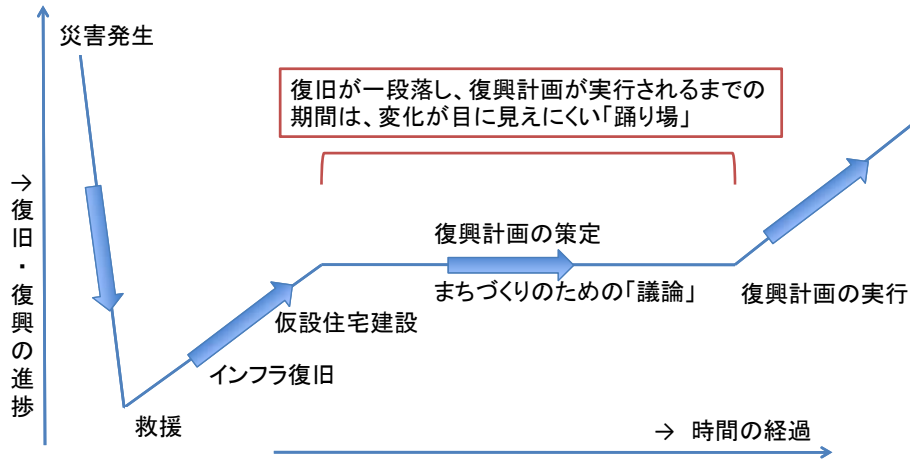 災害発生
復旧が一段落し、復興計画が実行されるまでの
期間は、変化が目に見えにくい「踊り場」
→復旧・復興の進捗
復興計画の策定
まちづくりのための「議論」
復興計画の実行
仮設住宅建設
インフラ復旧
救援
→ 時間の経過